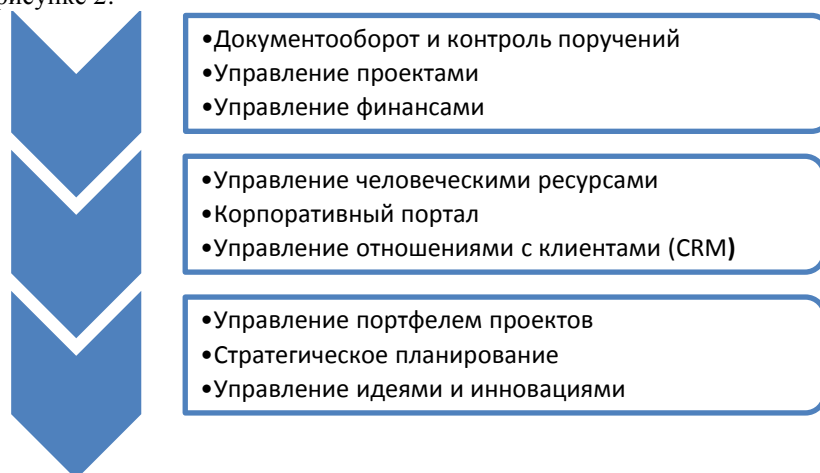 рисунке 2.
•Документооборот и контроль поручений
•Управление проектами
•Управление финансами
•Управление человеческими ресурсами
•Корпоративный портал
•Управление отношениями с клиентами (CRM)
•Управление портфелем проектов
•Стратегическое планирование
•Управление идеями и инновациями